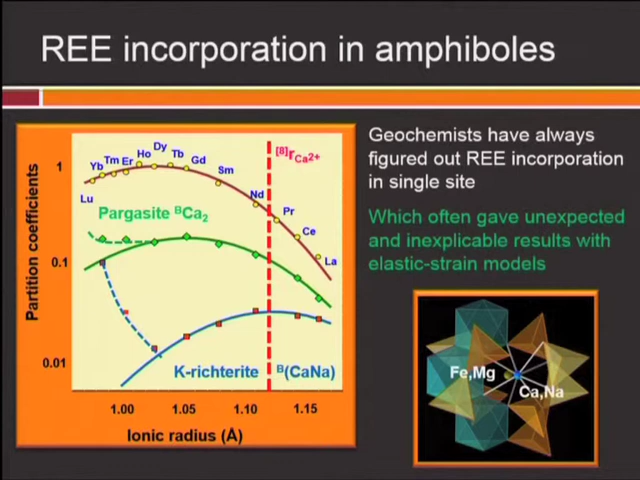 REE incorporation in amphiboles
Geochemists have always
figured out REE incorporation
in single site
Which often gave unexpected
and inexplicable results with
elastic-strain models
Partition coefficients
1
0.1
0.01
Lu
Yb
Tm
Er
Ho
Dy
Tb
Gd
Sm
Nd
Pr
Ce
La
[8]rCa2+
Pargasite BCa2
K-richterite
B(CaNa)
1.00
1.05
1.10
1.15
Ionic radius (Å)
Fe,Mg
Ca,Na